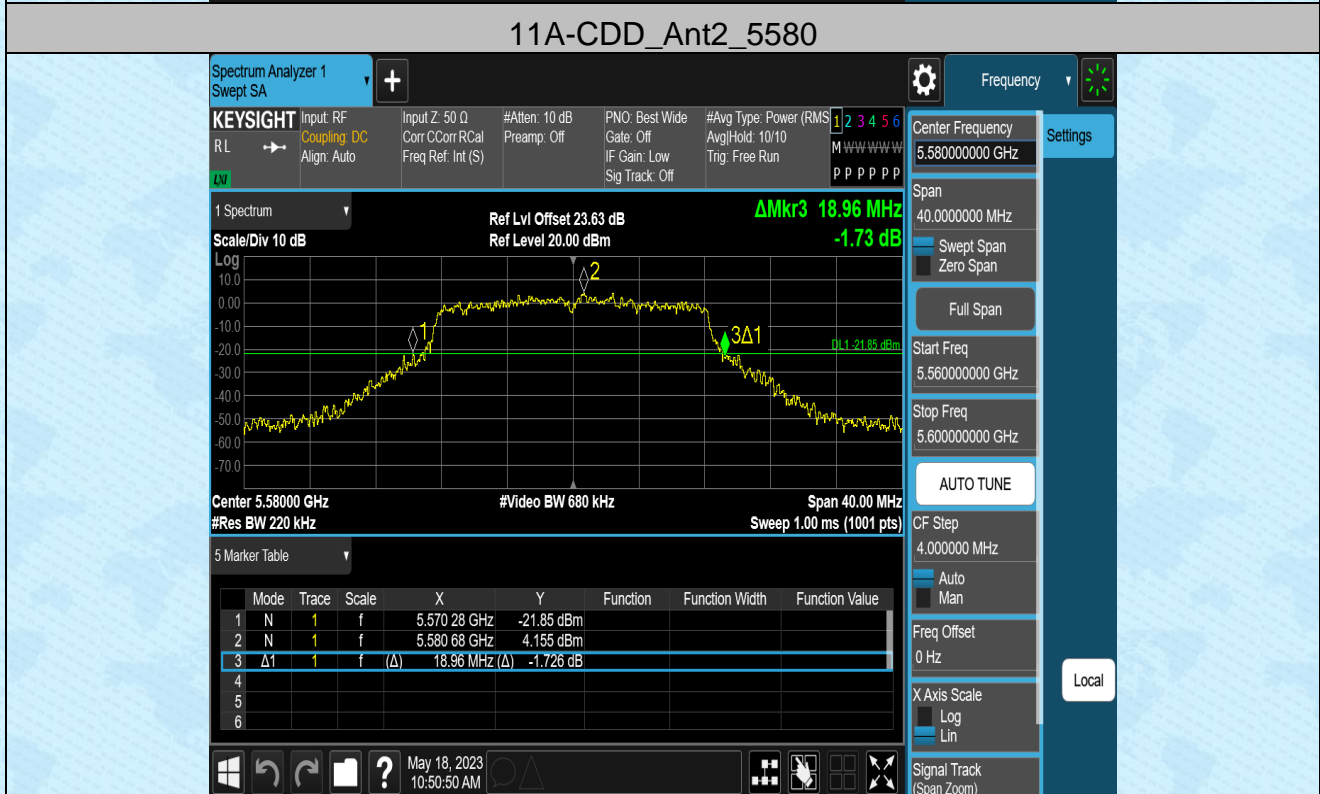 11A-CDD_Ant2_5580
Spectrum Analyzer 1
Swept SA
+
Frequency
KEYSIGHT
RL
LXI
Input: RF
Coupling: DC
Align: Auto
Input Z: 50 Ω
Corr CCorr RCal
Freq Ref: Int (S)
#Atten: 10 dB
Preamp: Off
PNO: Best Wide
Gate: Off
IF Gain: Low
Sig Track: Off
#Avg Type: Power (RMS
Avg|Hold: 10/10
Trig: Free Run
1 2 3 4 5 6
M W W W W W
P P P P P P
1 Spectrum
Scale/Div 10 dB
Ref Lvl Offset 23.63 dB
Ref Level 20.00 dBm
ΔMkr3 18.96 MHz
-1.73 dB
Log
10.0
0.00
-10.0
-20.0
-30.0
-40.0
-50.0
-60.0
-70.0
1
2
3Δ1
DL1 -21.85 dBm
Center 5.58000 GHz
#Video BW 680 kHz
Span 40.00 MHz
#Res BW 220 kHz
Sweep 1.00 ms (1001 pts)
5 Marker Table
Mode Trace Scale X Y Function Function Width Function Value
1 N 1 f 5.570 28 GHz -21.85 dBm
2 N 1 f 5.580 68 GHz 4.155 dBm
3 Δ1 1 f (Δ) 18.96 MHz (Δ) -1.726 dB
4
5
6
?
May 18, 2023
10:50:50 AM
Center Frequency
5.580000000 GHz
Span
40.0000000 MHz
Swept Span
Zero Span
Full Span
Start Freq
5.560000000 GHz
Stop Freq
5.600000000 GHz
AUTO TUNE
CF Step
4.000000 MHz
Auto
Man
Freq Offset
0 Hz
X Axis Scale
Log
Lin
Signal Track
(Span Zoom)
Settings
Local